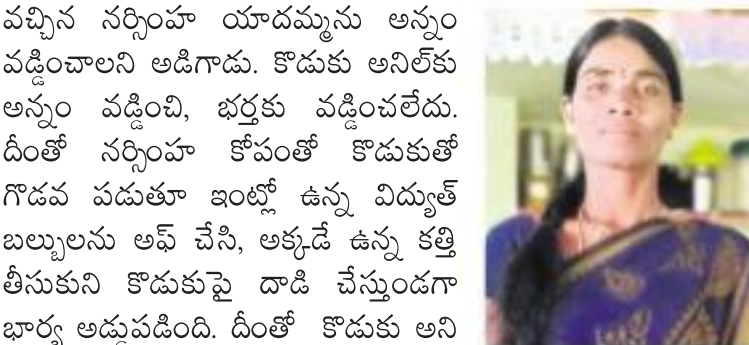 వచ్చిన నర్సింహ యాదమ్మను అన్నం
వడ్డించాలని అడిగాడు. కొడుకు అనిల్‌కు
అన్నం వడ్డించి, భర్తకు వడ్డించలేదు.
దీంతో నర్సింహ కోపంతో కొడుకుతో
గొడవ పడుతూ ఇంట్లో ఉన్న విద్యుత్
బల్బులను అఫ్ చేసి, అక్కడే ఉన్న కత్తి
తీసుకుని కొడుకుపై దాడి చేస్తుండగా
భార్య అడ్డుపడింది. దీంతో కొడుకు అని